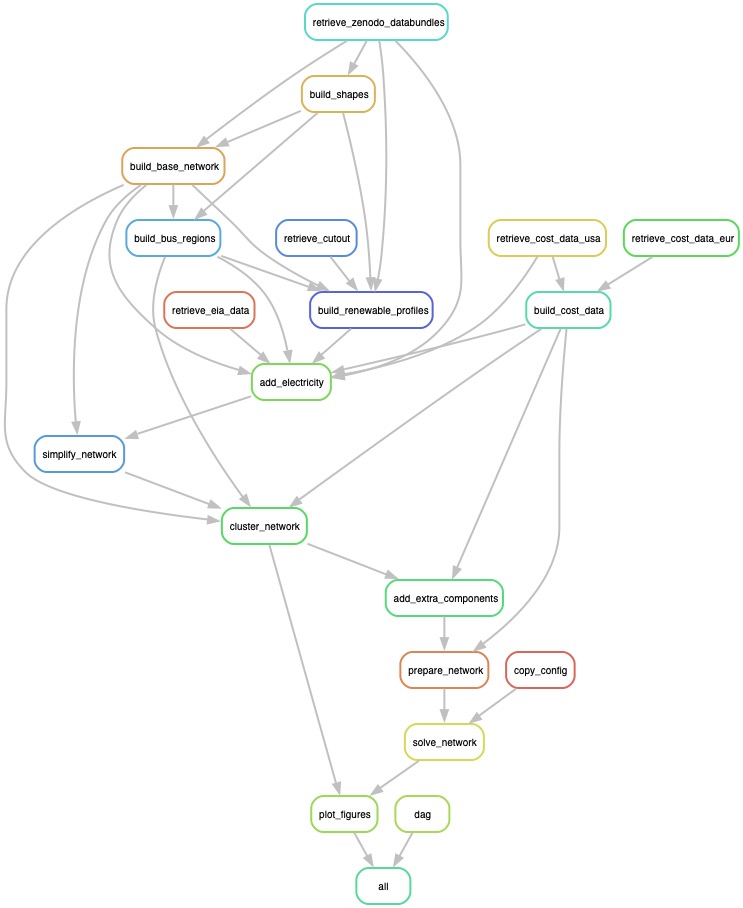 retrieve_zenodo_databundles
build_shapes
build_base_network
build_bus_regions
retrieve_cutout
retrieve_cost_data_usa
retrieve_cost_data_eur
retrieve_eia_data
build_renewable_profiles
build_cost_data
add_electricity
simplify_network
cluster_network
add_extra_components
prepare_network
copy_config
solve_network
plot_figures
dag
all